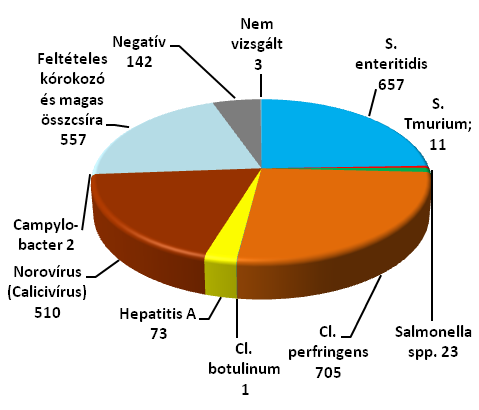 Nem
vizsgált
3
S.
enteritidis
657
S.
Tmurium;
11
Salmonella
spp. 23
Cl.
perfringens
705
Cl.
botulinum
1
Hepatitis A
73
Norovírus
(Calicivírus)
510
Campylo-
bacter 2
Feltételes
kórokozó
és magas
összcsíra
557
Negatív
142